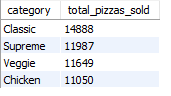 category total_pizzas_sold
Classic 14888
Supreme 11987
Veggie 11649
Chicken 11050